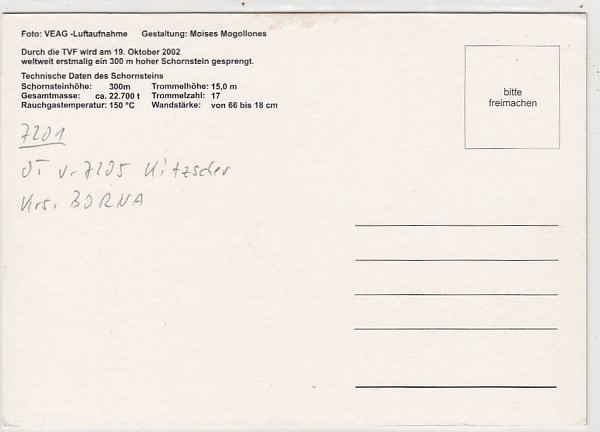 Foto: VEAG -Luftaufnahme Gestaltung: Moises Mogollones
Durch die TVF wird am 19. Oktober 2002
weltweit erstmalig ein 300 m hoher Schornstein gesprengt.
Technische Daten des Schornsteins
Schornsteinhöhe: 300m Trommelhöhe: 15,0 m
Gesamtmasse: ca. 22.700 t Trommelzahl: 17
Rauchgastemperatur: 150 °C Wandstärke: von 66 bis 18 cm
bitte
freimachen
7201
OT v. 7205 Kitzscher
Krs. BORNA